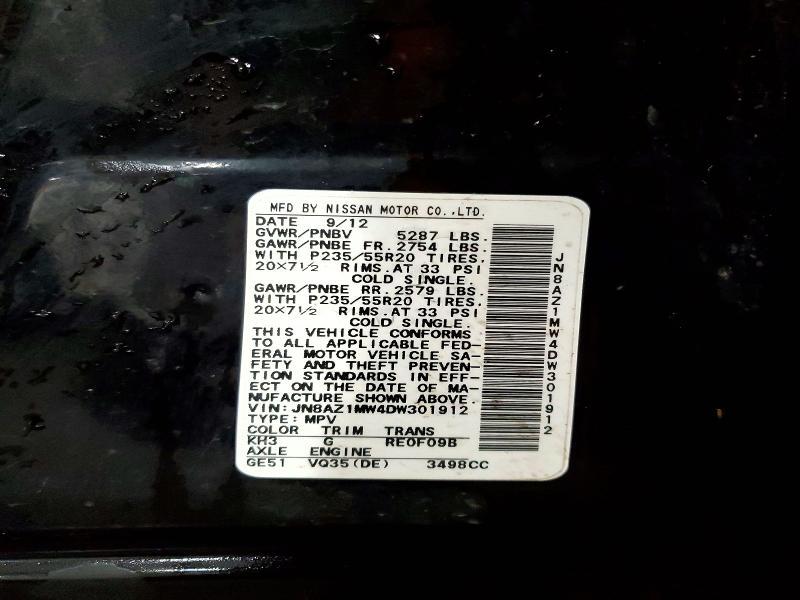 MFD BY NISSAN MOTOR CO.,LTD.
DATE 9/12
GVWR/PNBV 5287 LBS.
GAWR/PNBE FR. 2754 LBS.
WITH P235/55R20 TIRES.
20×7½ RIMS. AT 33 PSI
COLD SINGLE.
GAWR/PNBE RR. 2579 LBS.
WITH P235/55R20 TIRES.
20×7½ RIMS. AT 33 PSI
COLD SINGLE.
THIS VEHICLE CONFORMS
TO ALL APPLICABLE FED-
ERAL MOTOR VEHICLE SA-
FETY AND THEFT PREVEN-
TION STANDARDS IN EFF-
ECT ON THE DATE OF MA-
NUFACTURE SHOWN ABOVE.
VIN: JN8AZ1MW4DW301912
TYPE: MPV
COLOR TRIM TRANS
KH3 G RE0F09B
AXLE ENGINE
GE51 VQ35(DE) 3498CC
JN8AZ1MW4DW301912